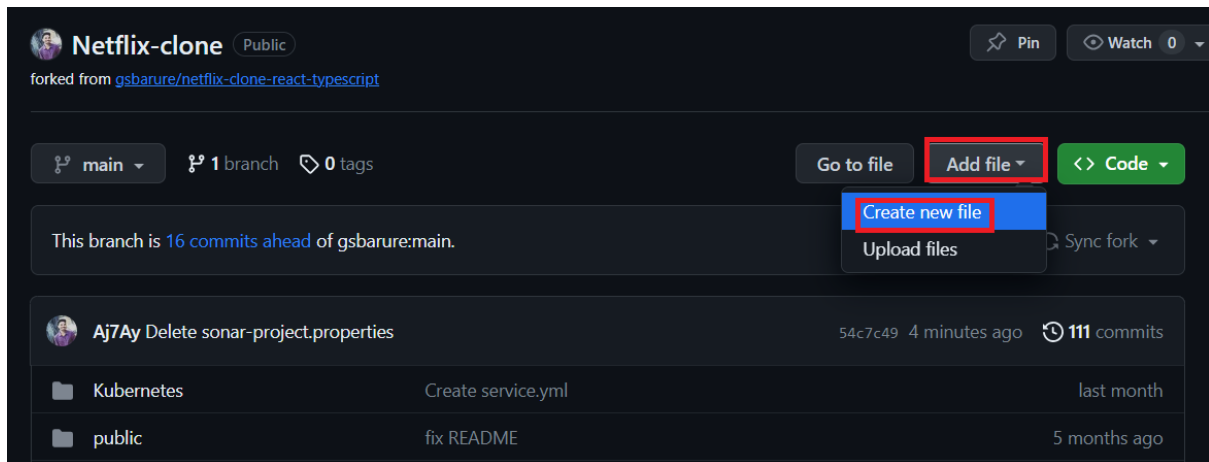 Netflix-clone Public Pin Watch 0
forked from gsbarure/netflix-clone-react-typescript
main 1 branch 0 tags Go to file Add file <> Code
Create new file
This branch is 16 commits ahead of gsbarure:main. Sync fork
Upload files
Aj7Ay Delete sonar-project.properties 54c7c49 4 minutes ago 111 commits
Kubernetes Create service.yml last month
public fix README 5 months ago